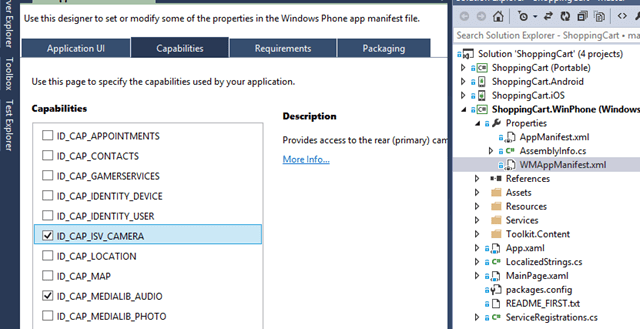 Use this designer to set or modify some of the properties in the Windows Phone app manifest file.
Application UI
Capabilities
Requirements
Packaging
Use this page to specify the capabilities used by your application.
Capabilities
ID_CAP_APPOINTMENTS
ID_CAP_CONTACTS
ID_CAP_GAMERSERVICES
ID_CAP_IDENTITY_DEVICE
ID_CAP_IDENTITY_USER
ID_CAP_ISV_CAMERA
ID_CAP_LOCATION
ID_CAP_MAP
ID_CAP_MEDIALIB_AUDIO
ID_CAP_MEDIALIB_PHOTO
Description
Provides access to the rear (primary) cam
More Info...
Explorer
Toolbox
Test Explorer
Search Solution Explorer - ShoppingCart - ma
Solution 'ShoppingCart' (4 projects)
ShoppingCart (Portable)
ShoppingCart.Android
ShoppingCart.iOS
ShoppingCart.WinPhone (Windows
Properties
AppManifest.xml
AssemblyInfo.cs
WMAppManifest.xml
References
Assets
Resources
Services
Toolkit.Content
App.xaml
LocalizedStrings.cs
MainPage.xaml
packages.config
README_FIRST.txt
ServiceRegistrations.cs